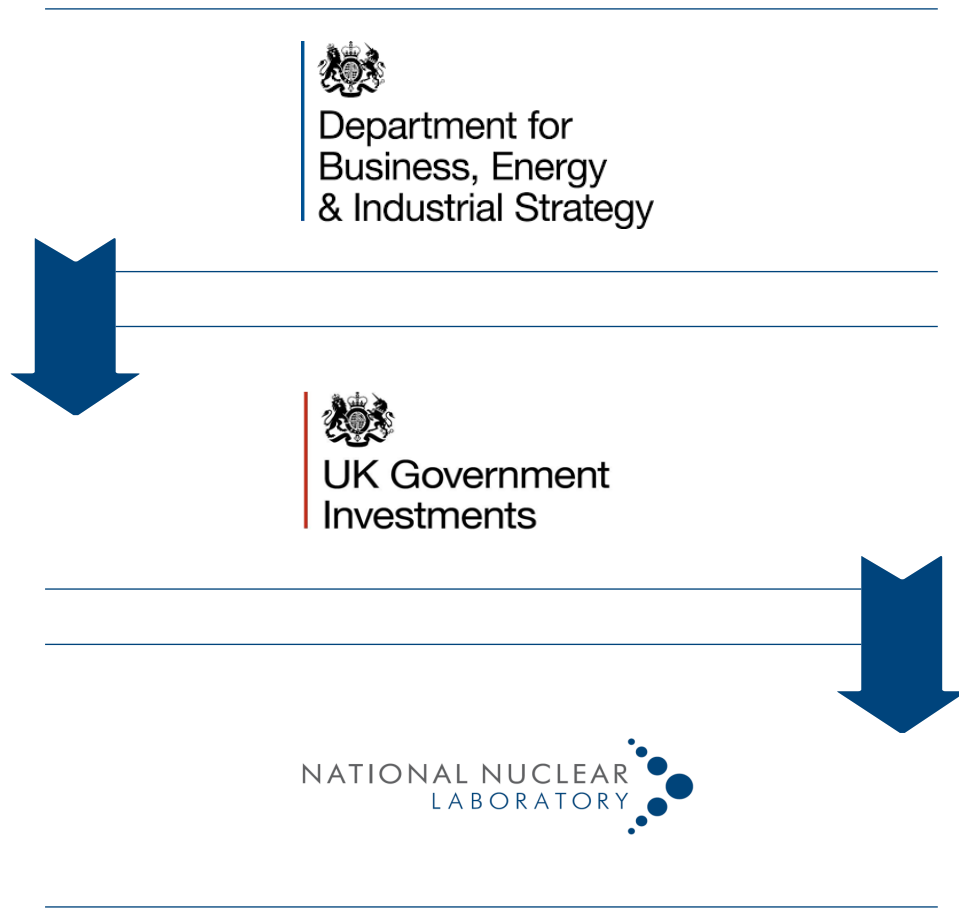 Department for
Business, Energy
& Industrial Strategy
UK Government
Investments
NATIONAL NUCLEAR
LABORATORY